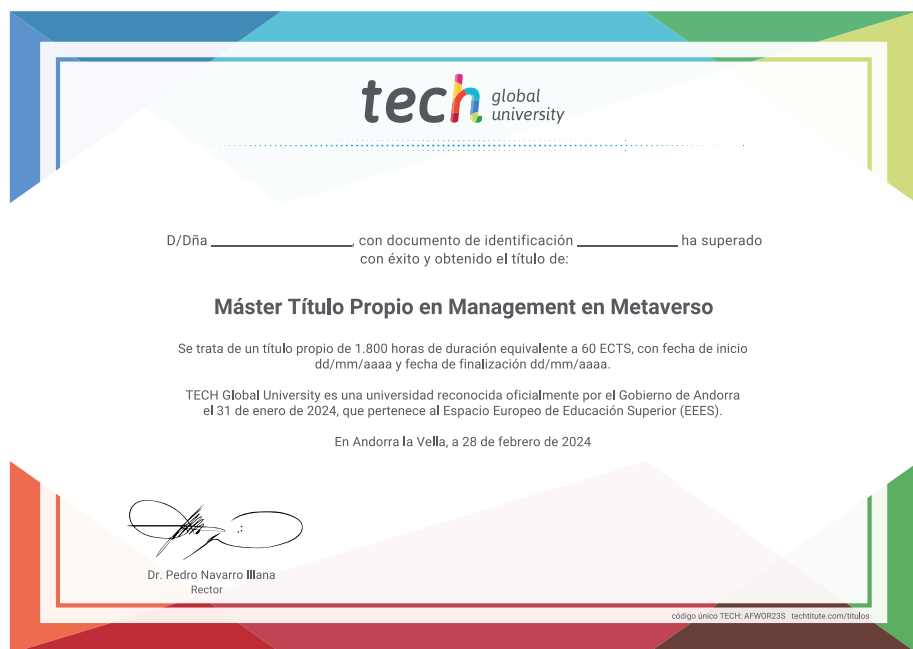 tech global
university
D/Dña ____________, con documento de identificación ____________ ha superado
con éxito y obtenido el título de:
Máster Título Propio en Management en Metaverso
Se trata de un título propio de 1.800 horas de duración equivalente a 60 ECTS, con fecha de inicio
dd/mm/aaaa y fecha de finalización dd/mm/aaaa.
TECH Global University es una universidad reconocida oficialmente por el Gobierno de Andorra
el 31 de enero de 2024, que pertenece al Espacio Europeo de Educación Superior (EEES).
En Andorra la Vella, a 28 de febrero de 2024
Dr. Pedro Navarro Illana
Rector
código único TECH: AFWOR23S techtitute.com/titulos